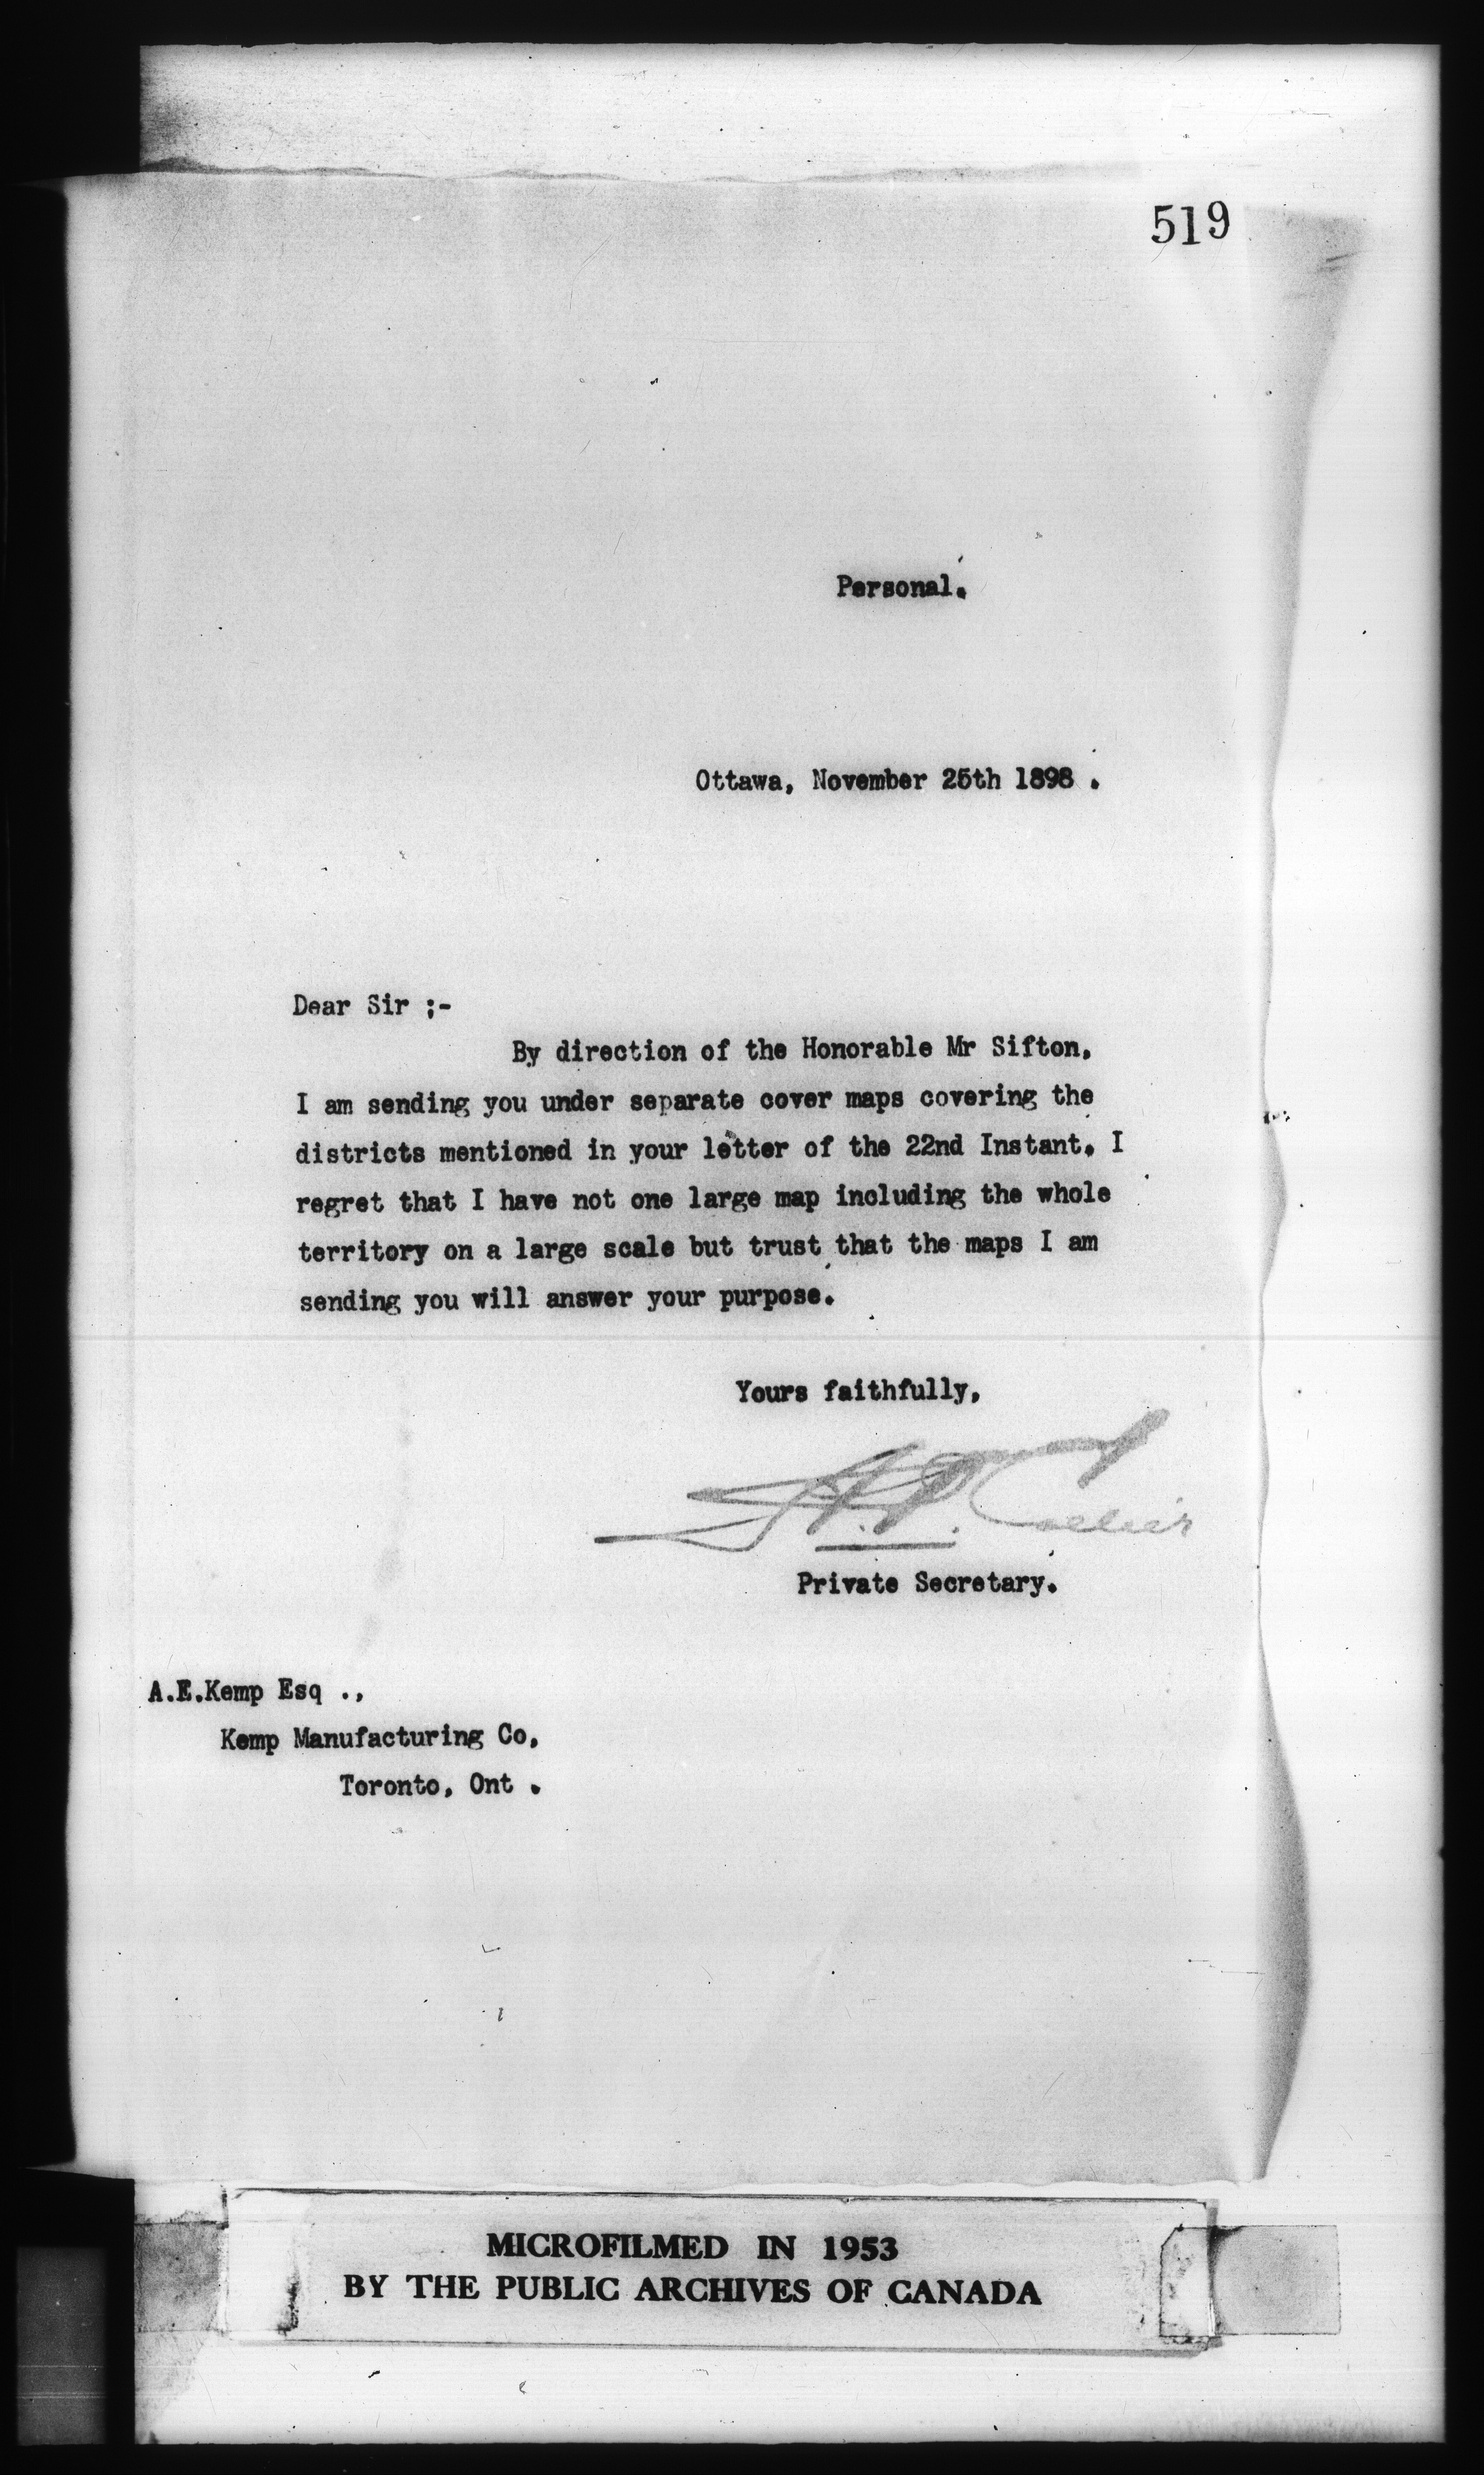 519
Personal.
Ottawa, November 25th 1898 .
Dear Sir ;-
By direction of the Honorable Mr Sifton,
I am sending you under separate cover maps covering the
districts mentioned in your letter of the 22nd Instant. I
regret that I have not one large map including the whole
territory on a large scale but trust that the maps I am
sending you will answer your purpose.
Yours faithfully,
Private Secretary.
A.E.Kemp Esq .,
Kemp Manufacturing Co,
Toronto, Ont .
MICROFILMED IN 1953
BY THE PUBLIC ARCHIVES OF CANADA